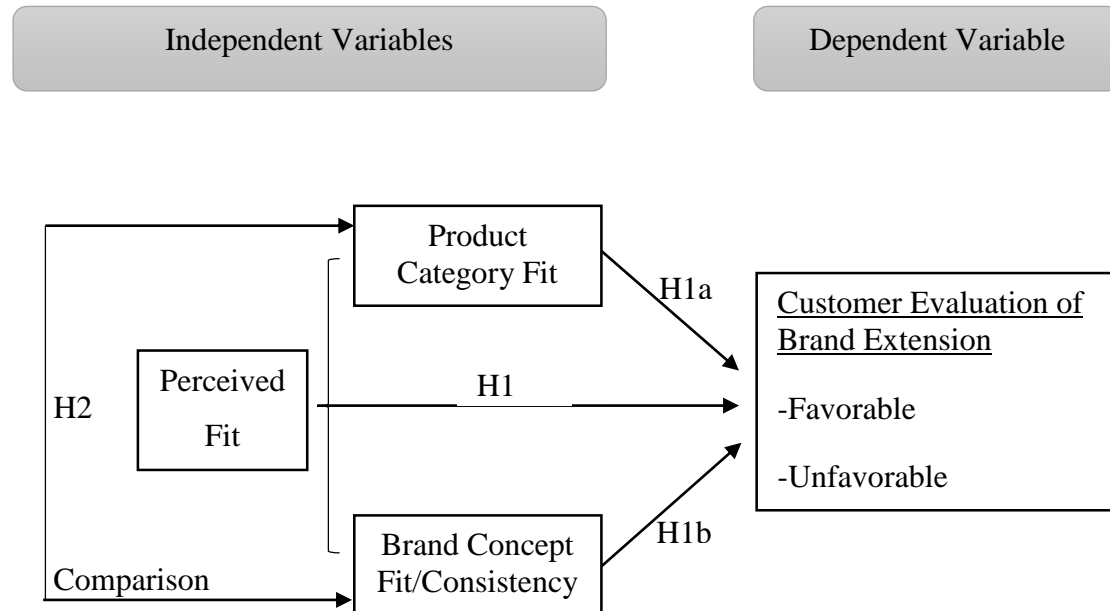 Independent Variables
Dependent Variable
Product
Category Fit
H1a
Customer Evaluation of
Brand Extension
Perceived
Fit
H1
H2
-Favorable
-Unfavorable
H1b
Brand Concept
Fit/Consistency
Comparison